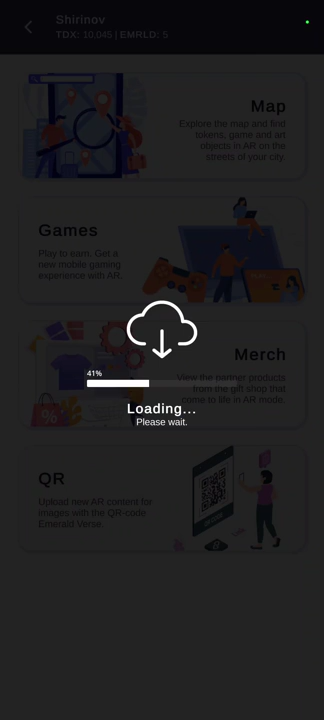 Shirinov
TDX: 10,045 | EMRLD: 5
Map
Explore the map and find
tokens, game and art
objects in AR on the
streets of your city.
Games
Play to earn. Get a
new mobile gaming
experience with AR.
Merch
View the partner products
from the gift shop that
come to life in AR mode.
41%
Loading...
Please wait.
QR
Upload new AR content for
images with the QR-code
Emerald Verse.